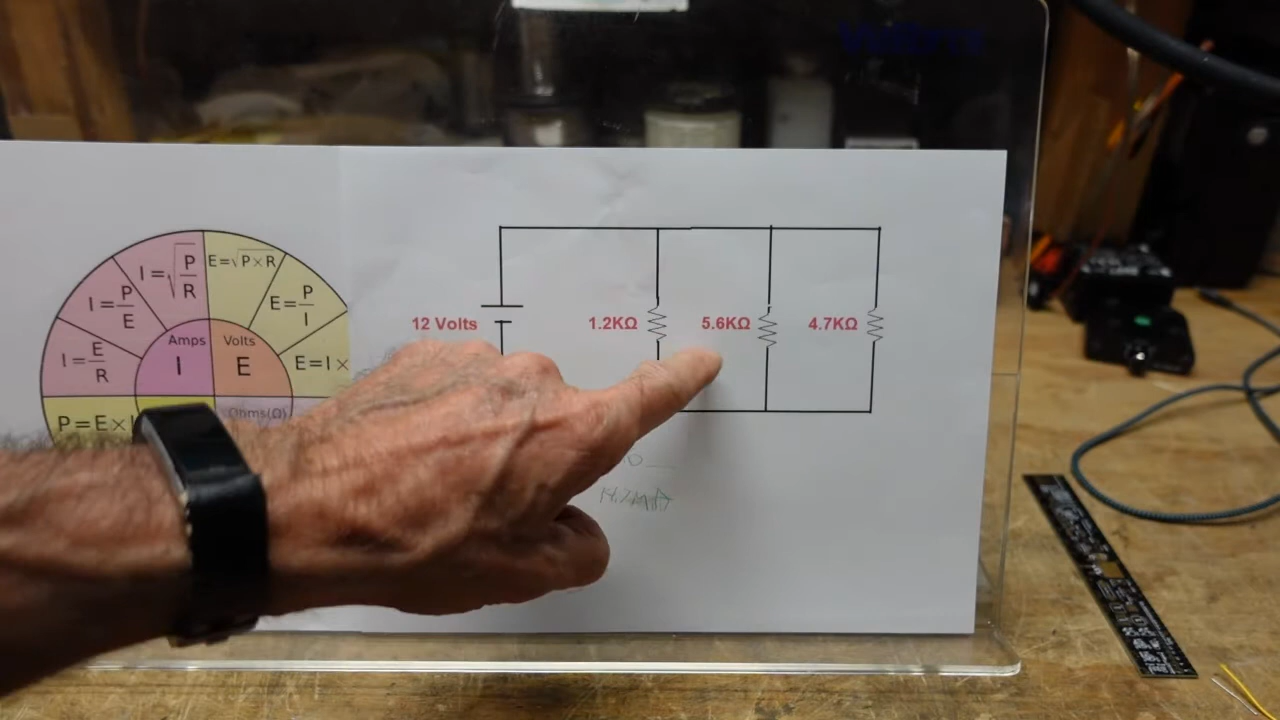 I=√P/R
E=√P×R
I=P/E
E=P/I
I=E/R
Amps
I
Volts
E
E=I×
P=E×I
Ohms(Ω)
12 Volts
1.2KΩ
5.6KΩ
4.7KΩ